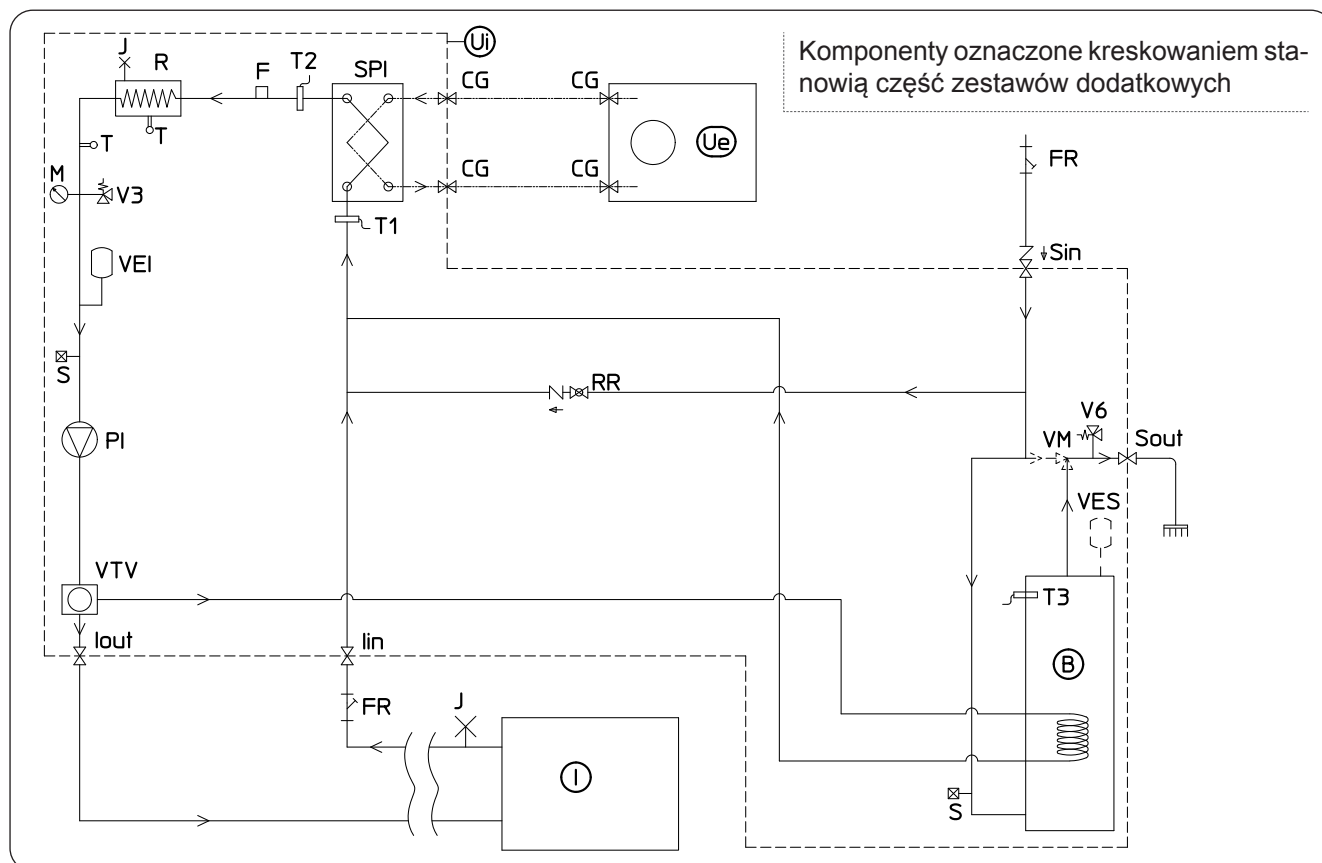 Komponenty oznaczone kreskowaniem sta-
nowią część zestawów dodatkowych
Ui
J
R
F
T2
SPI
CG
CG
T
T
M
V3
Ue
FR
CG
CG
T1
VEI
Sin
S
RR
PI
V6
VM
Sout
VES
VTV
T3
Iout
Iin
B
FR
J
I
S